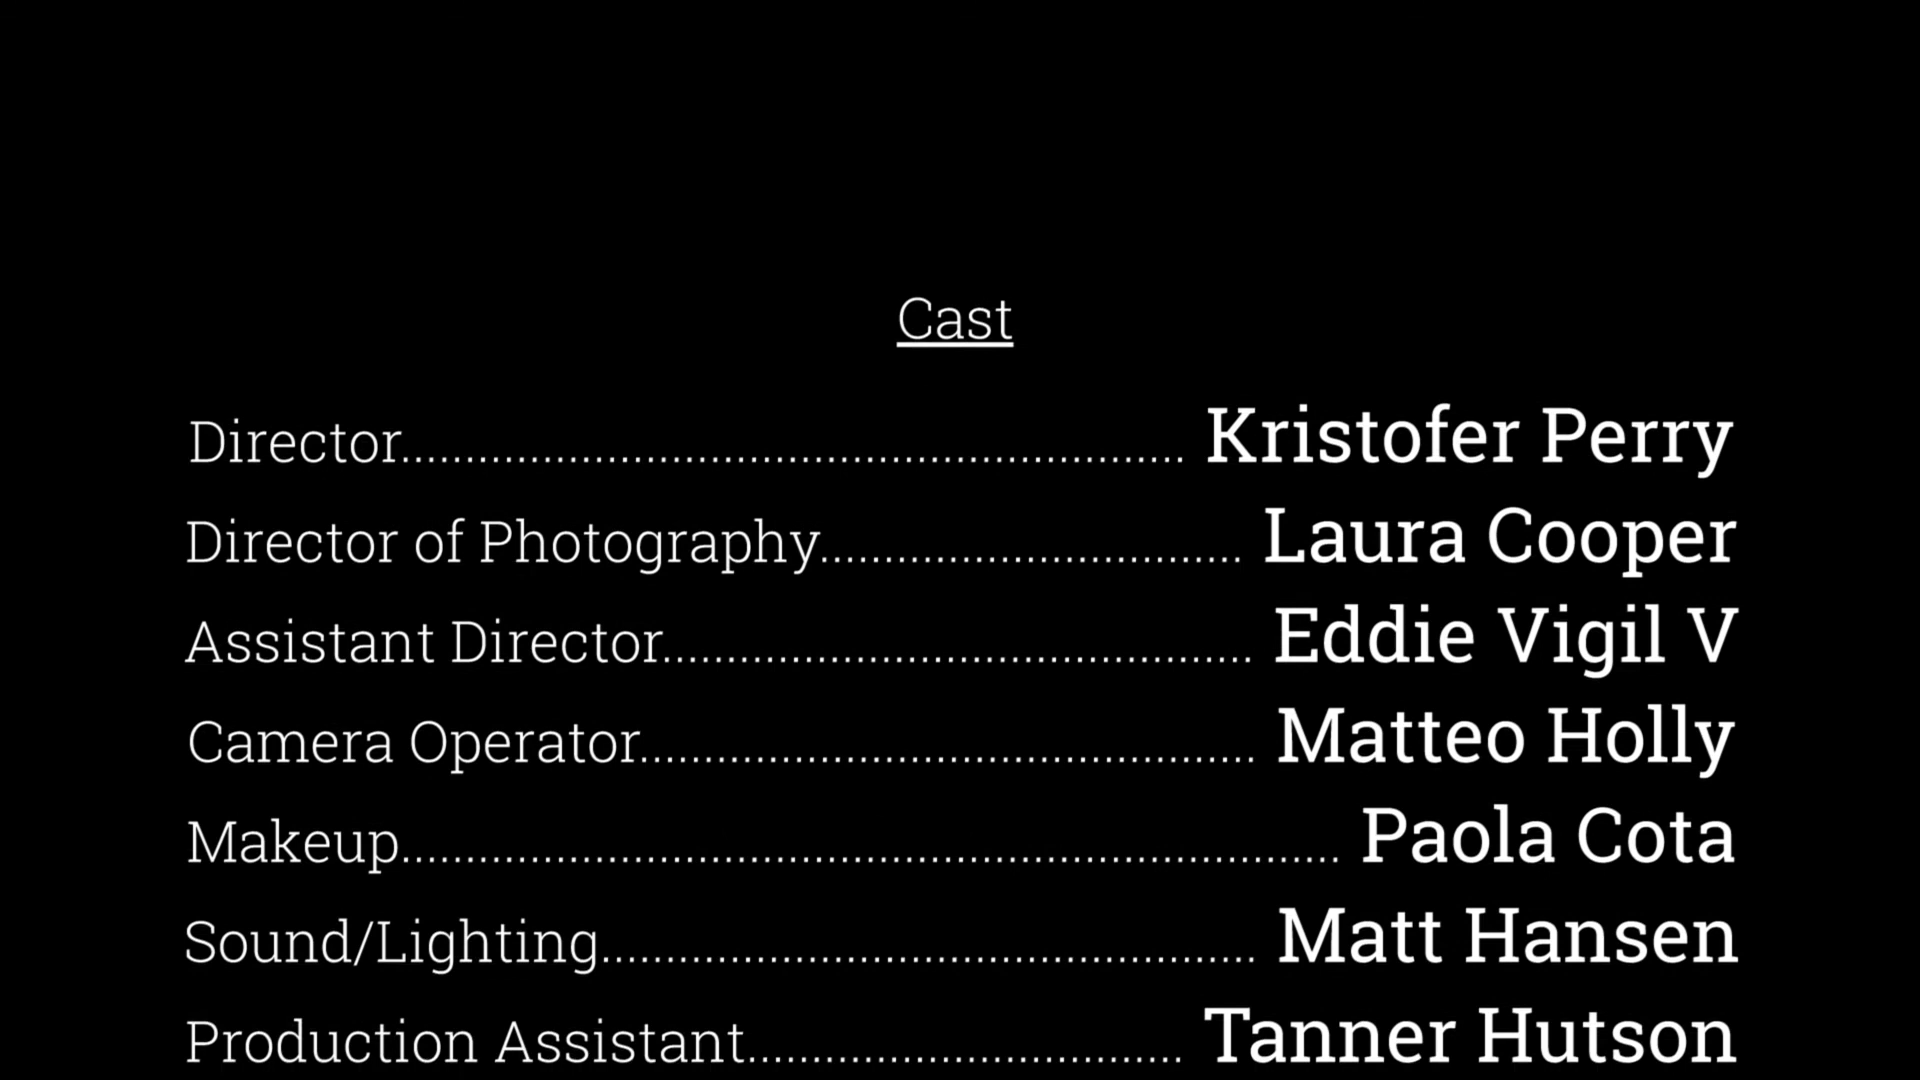 Cast
Director............................................................. Kristofer Perry
Director of Photography................................. Laura Cooper
Assistant Director.............................................. Eddie Vigil V
Camera Operator................................................ Matteo Holly
Makeup.......................................................................... Paola Cota
Sound/Lighting................................................... Matt Hansen
Production Assistant.................................. Tanner Hutson